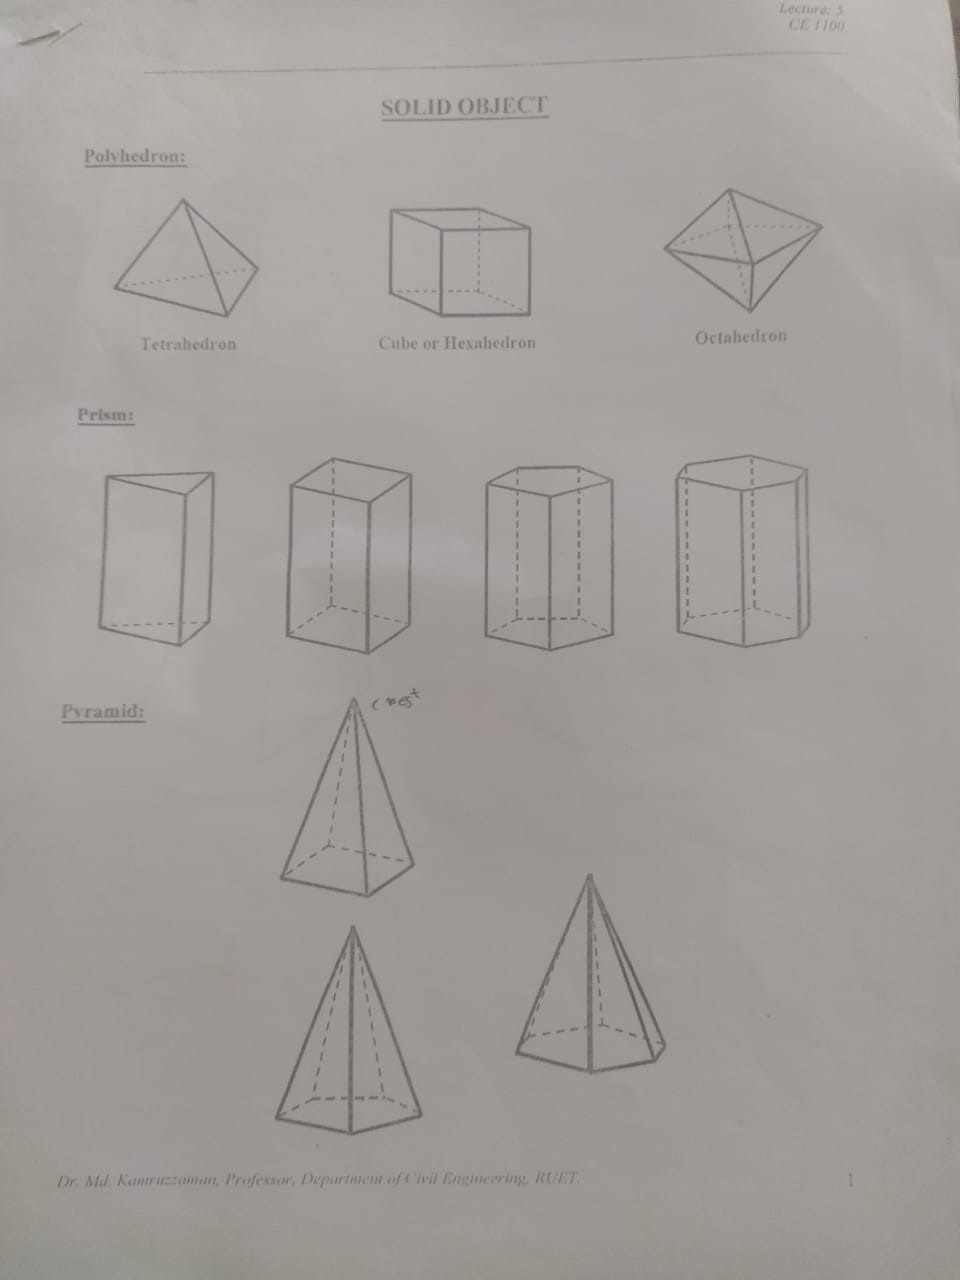 Lecture: 5
CE 1100
SOLID OBJECT
Polyhedron:
Tetrahedron
Cube or Hexahedron
Octahedron
Prism:
Pyramid:
Dr. Md. Kamruzzaman, Professor, Department of Civil Engineering, RUET.
1